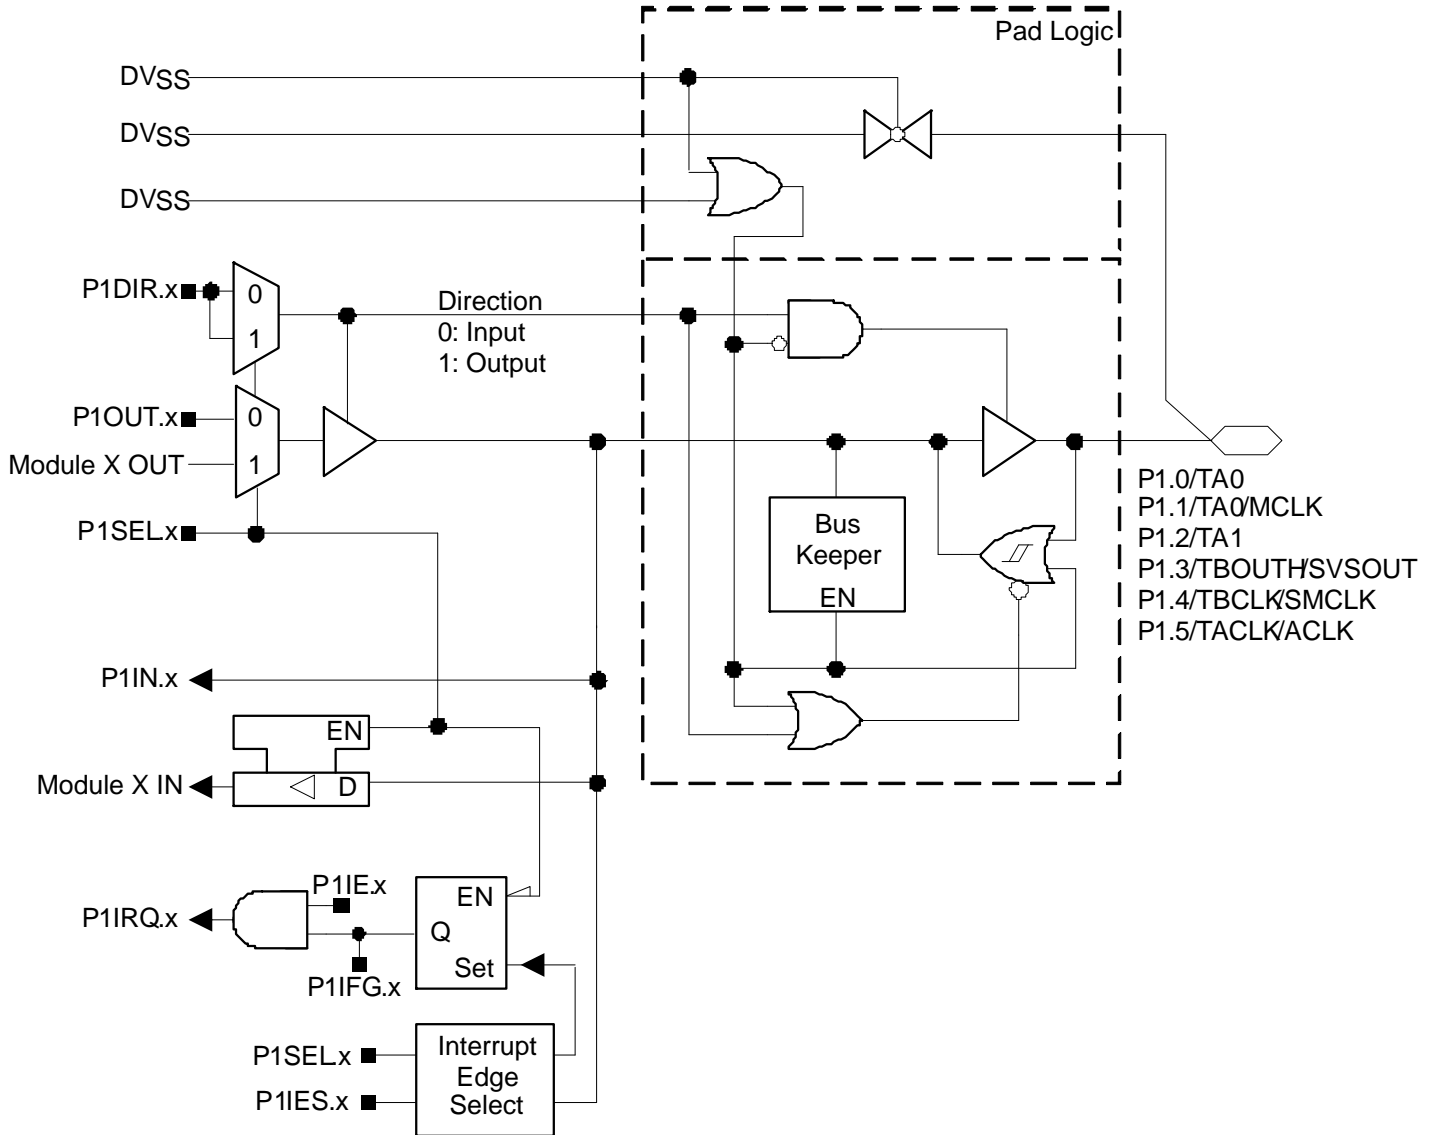 Pad Logic
DVSS
DVSS
DVSS
P1DIR.x
0
1
Direction
0: Input
1: Output
P1OUT.x
0
Module X OUT
1
P1SEL.x
Bus
Keeper
EN
P1.0/TA0
P1.1/TA0/MCLK
P1.2/TA1
P1.3/TBOUTH/SVSOUT
P1.4/TBCLK/SMCLK
P1.5/TACLK/ACLK
P1IN.x
EN
Module X IN
D
P1IE.x
P1IRQ.x
EN
Q
Set
P1IFG.x
P1SEL.x
P1IES.x
Interrupt
Edge
Select